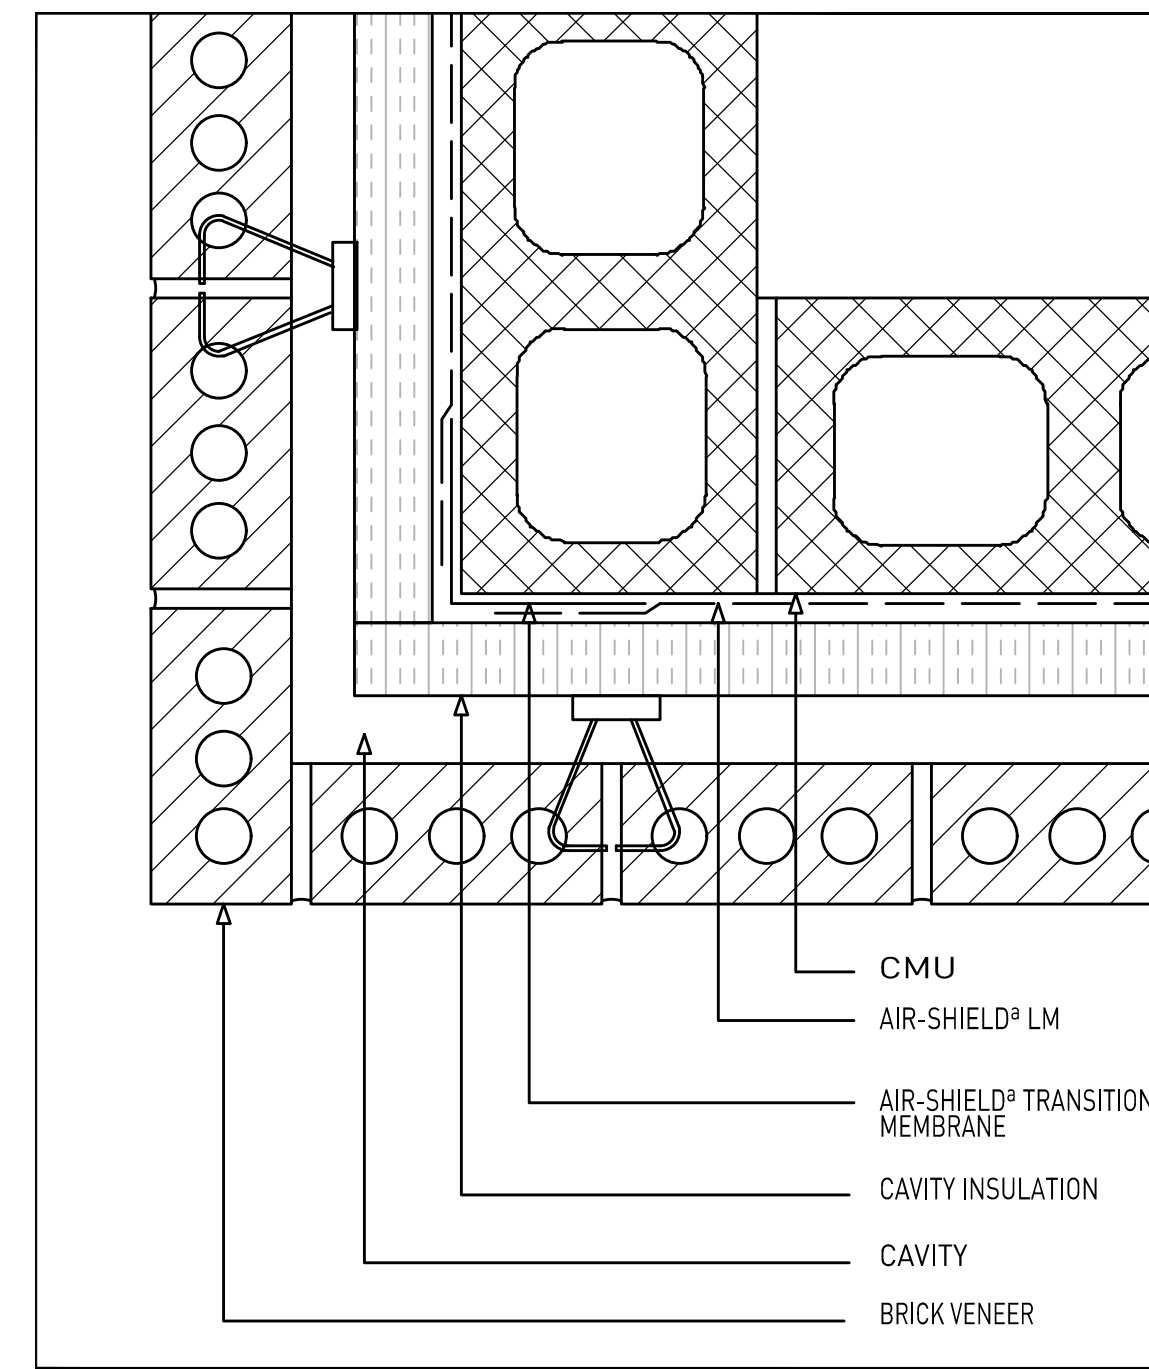 CMU
AIR-SHIELDª LM
AIR-SHIELDª TRANSITION
MEMBRANE
CAVITY INSULATION
CAVITY
BRICK VENEER